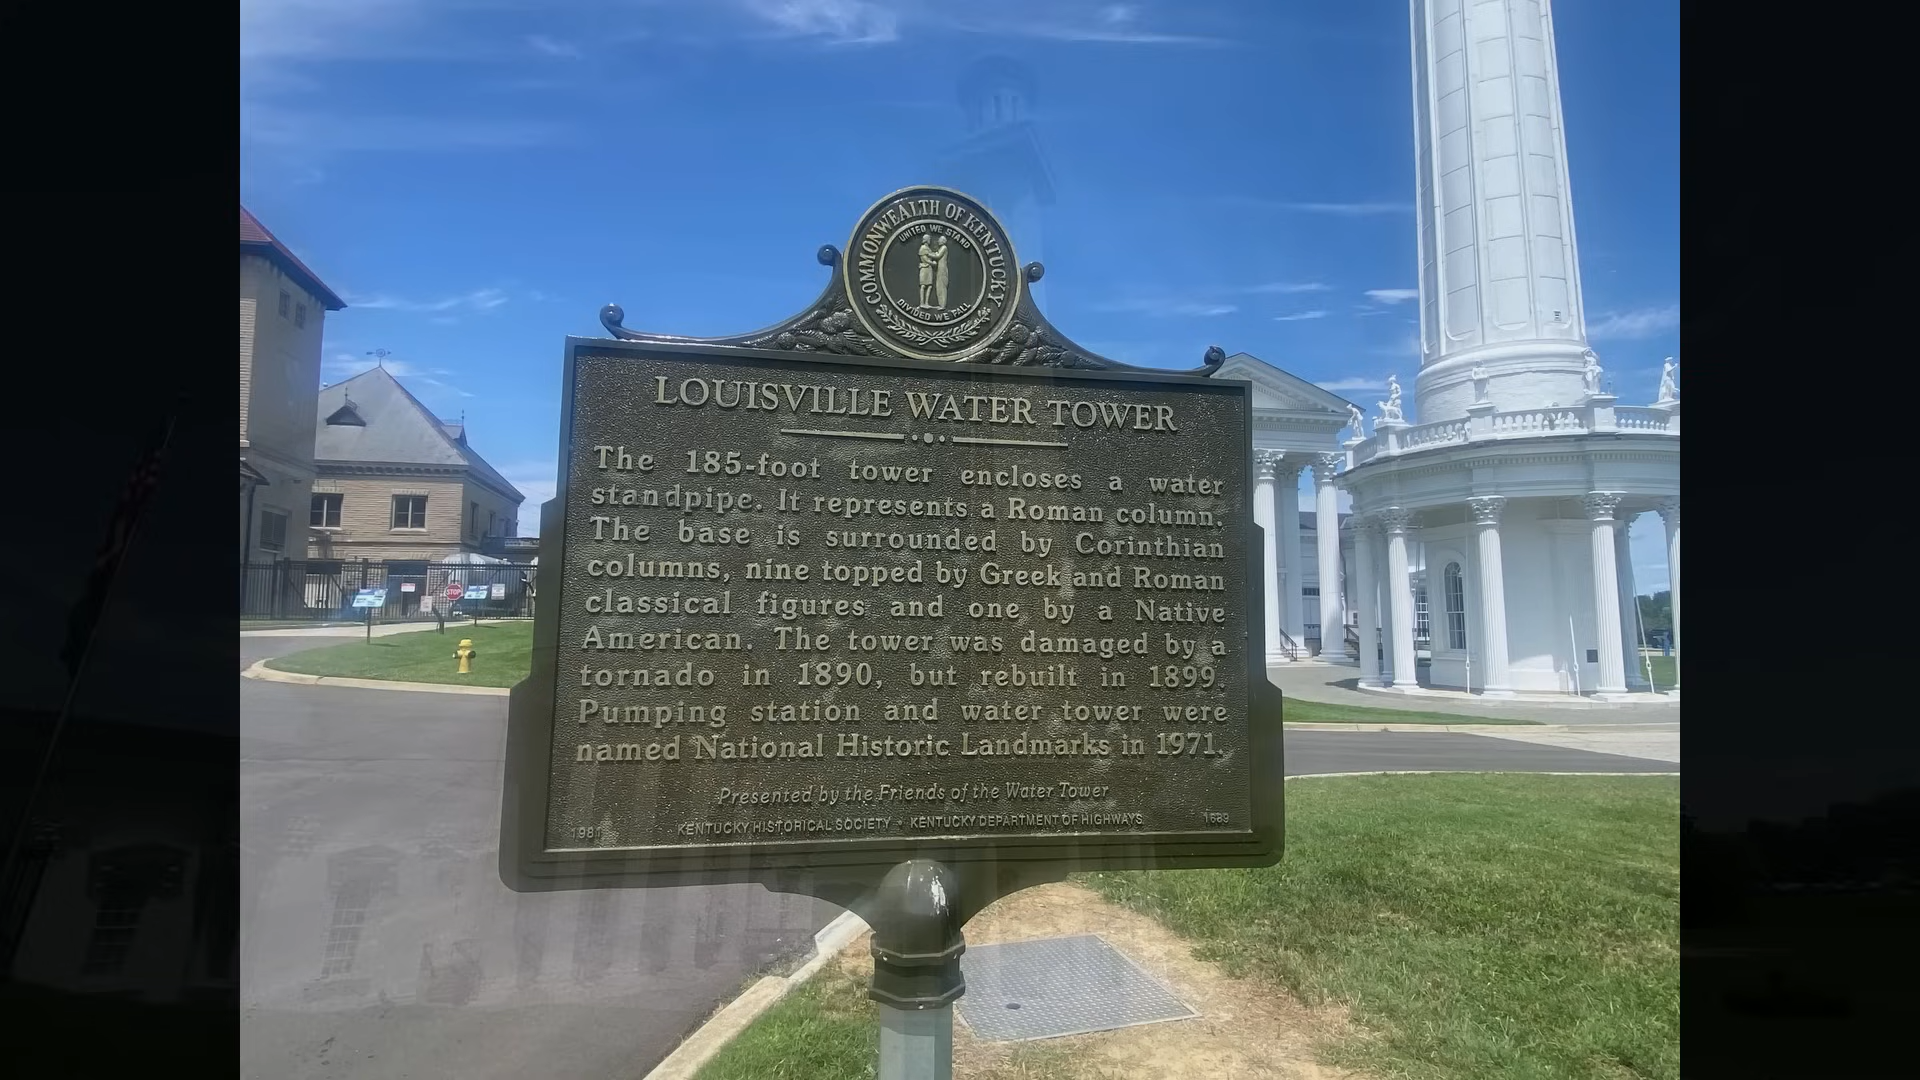 COMMONWEALTH OF KENTUCKY
UNITED WE STAND
DIVIDED WE FALL
LOUISVILLE WATER TOWER
The 185-foot tower encloses a water
standpipe. It represents a Roman column.
The base is surrounded by Corinthian
columns, nine topped by Greek and Roman
classical figures and one by a Native
American. The tower was damaged by a
tornado in 1890, but rebuilt in 1899.
Pumping station and water tower were
named National Historic Landmarks in 1971.
Presented by the Friends of the Water Tower
1981 KENTUCKY HISTORICAL SOCIETY • KENTUCKY DEPARTMENT OF HIGHWAYS 1689
STOP